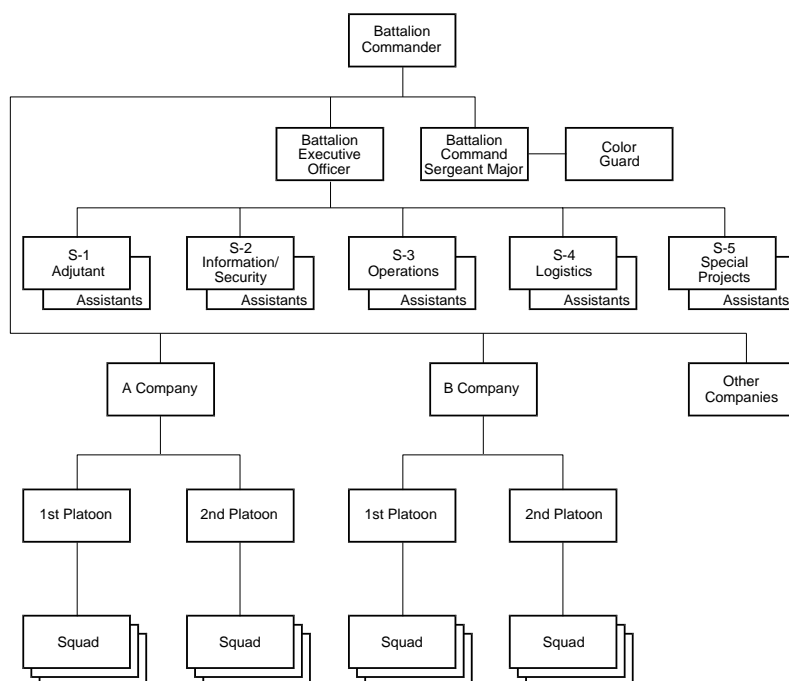 Battalion
Commander
Battalion
Executive
Officer
Battalion
Command
Sergeant Major
Color
Guard
S-1
Adjutant
Assistants
S-2
Information/
Security
Assistants
S-3
Operations
Assistants
S-4
Logistics
Assistants
S-5
Special
Projects
Assistants
A Company
B Company
Other
Companies
1st Platoon
2nd Platoon
1st Platoon
2nd Platoon
Squad
Squad
Squad
Squad